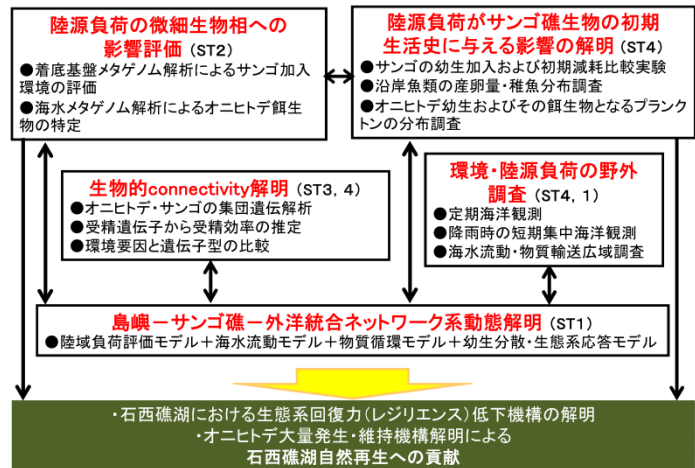 陸源負荷の微細生物相への
影響評価 (ST2)
●着底基盤メタゲノム解析によるサンゴ加入
環境の評価
●海水メタゲノム解析によるオニヒトデ餌生
物の特定
陸源負荷がサンゴ礁生物の初期
生活史に与える影響の解明 (ST4)
●サンゴの幼生加入および初期減耗比較実験
●沿岸魚類の産卵量・稚魚分布調査
●オニヒトデ幼生およびその餌生物となるプランク
トンの分布調査
生物的connectivity解明 (ST3, 4)
●オニヒトデ・サンゴの集団遺伝解析
●受精遺伝子から受精効率の推定
●環境要因と遺伝子型の比較
環境・陸源負荷の野外
調査 (ST4, 1)
●定期海洋観測
●降雨時の短期集中海洋観測
●海水流動・物質輸送広域調査
島嶼－サンゴ礁－外洋統合ネットワーク系動態解明 (ST1)
●陸域負荷評価モデル＋海水流動モデル＋物質循環モデル＋幼生分散・生態系応答モデル
・石西礁湖における生態系回復力(レジリエンス)低下機構の解明
・オニヒトデ大量発生・維持機構解明による
石西礁湖自然再生への貢献